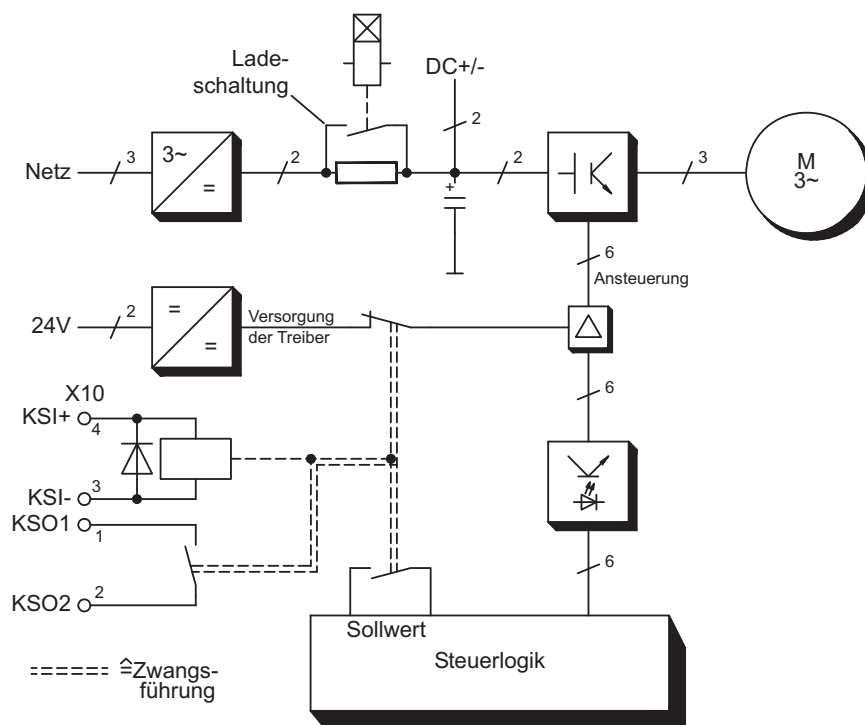 Lade-
schaltung
DC+/-
2
Netz
3
3~
=
2
2
3
M
3~
6
Ansteuerung
24V
2
=
=
Versorgung
der Treiber
X10
KSI+
4
6
KSI-
3
KSO1
1
+
6
KSO2
2
Sollwert
Steuerlogik
≙Zwangs-
führung